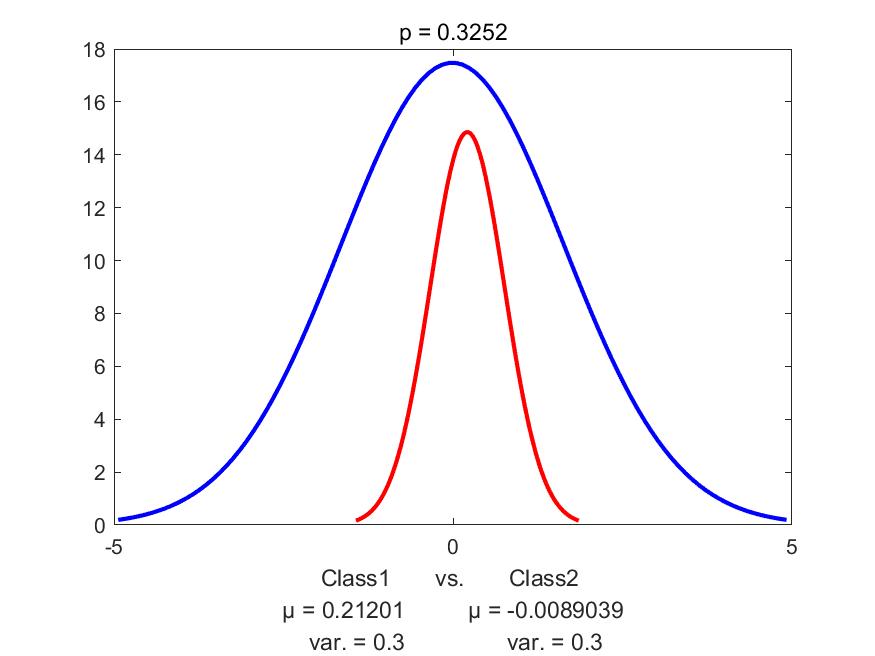 p = 0.3252
18
16
14
12
10
8
6
4
2
0
-5 0 5
Class1 vs. Class2
μ = 0.21201 μ = -0.0089039
var. = 0.3 var. = 0.3